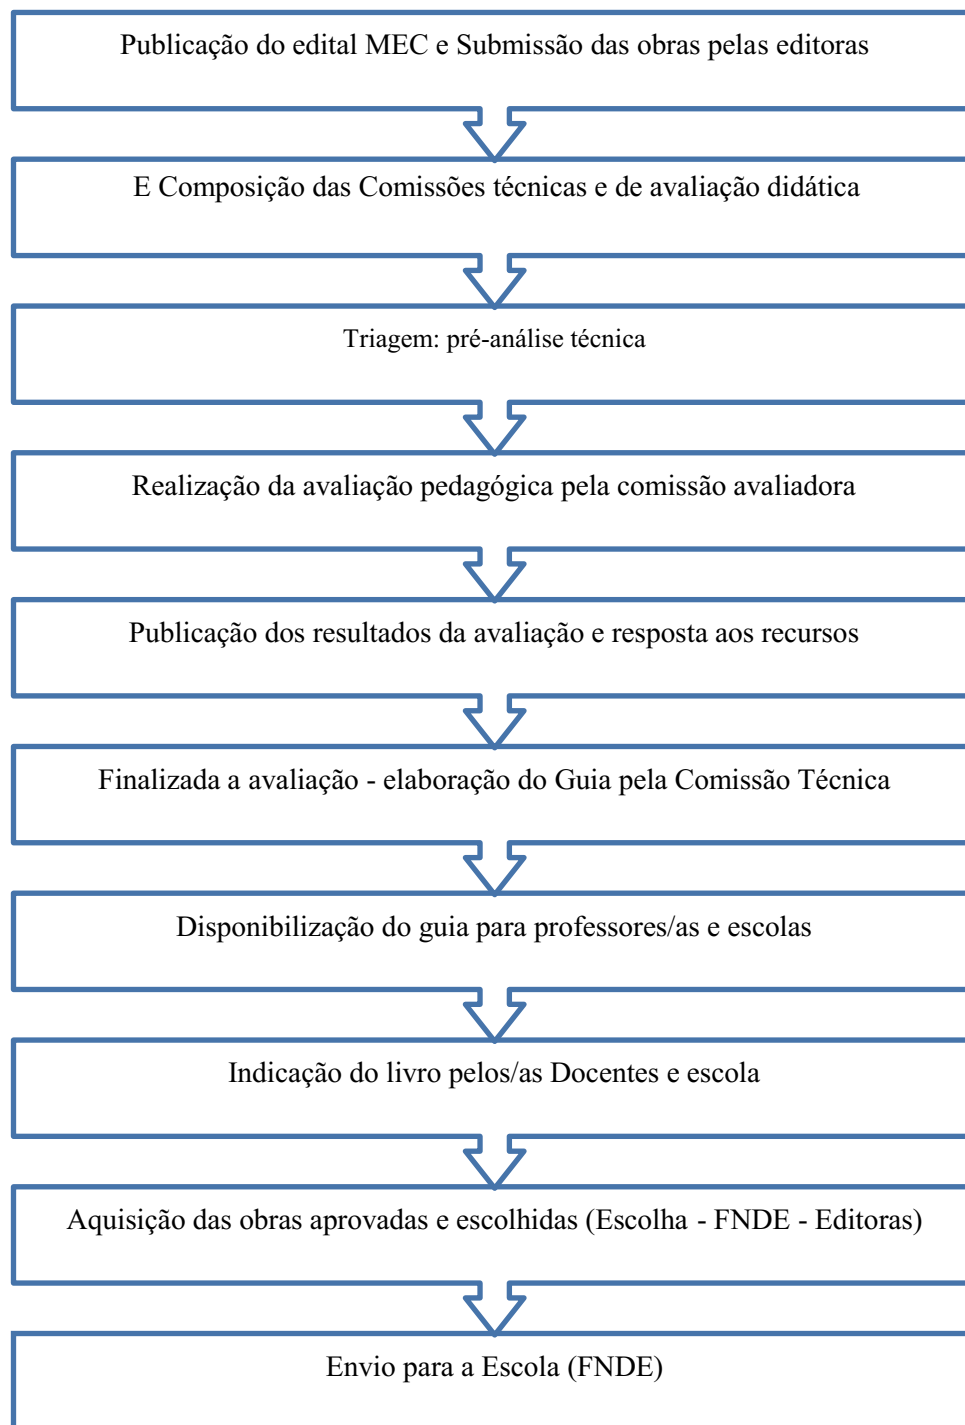 Publicação do edital MEC e Submissão das obras pelas editoras
E Composição das Comissões técnicas e de avaliação didática
Triagem: pré-análise técnica
Realização da avaliação pedagógica pela comissão avaliadora
Publicação dos resultados da avaliação e resposta aos recursos
Finalizada a avaliação - elaboração do Guia pela Comissão Técnica
Disponibilização do guia para professores/as e escolas
Indicação do livro pelos/as Docentes e escola
Aquisição das obras aprovadas e escolhidas (Escolha - FNDE - Editoras)
Envio para a Escola (FNDE)